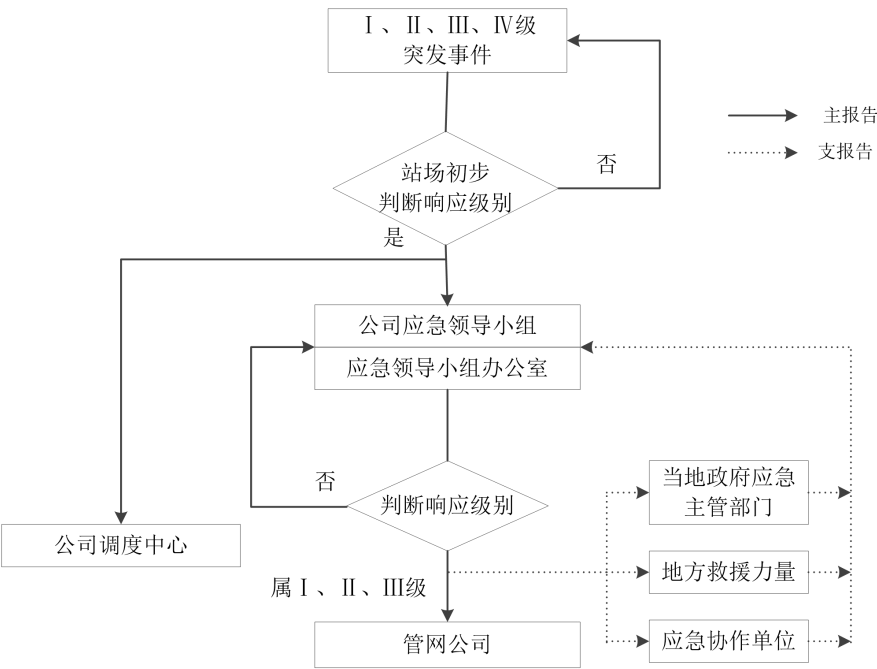 Ⅰ、Ⅱ、Ⅲ、Ⅳ级
突发事件
主报告
支报告
站场初步
判断响应级别
否
是
公司应急领导小组
应急领导小组办公室
否
判断响应级别
当地政府应急
主管部门
公司调度中心
地方救援力量
属Ⅰ、Ⅱ、Ⅲ级
管网公司
应急协作单位